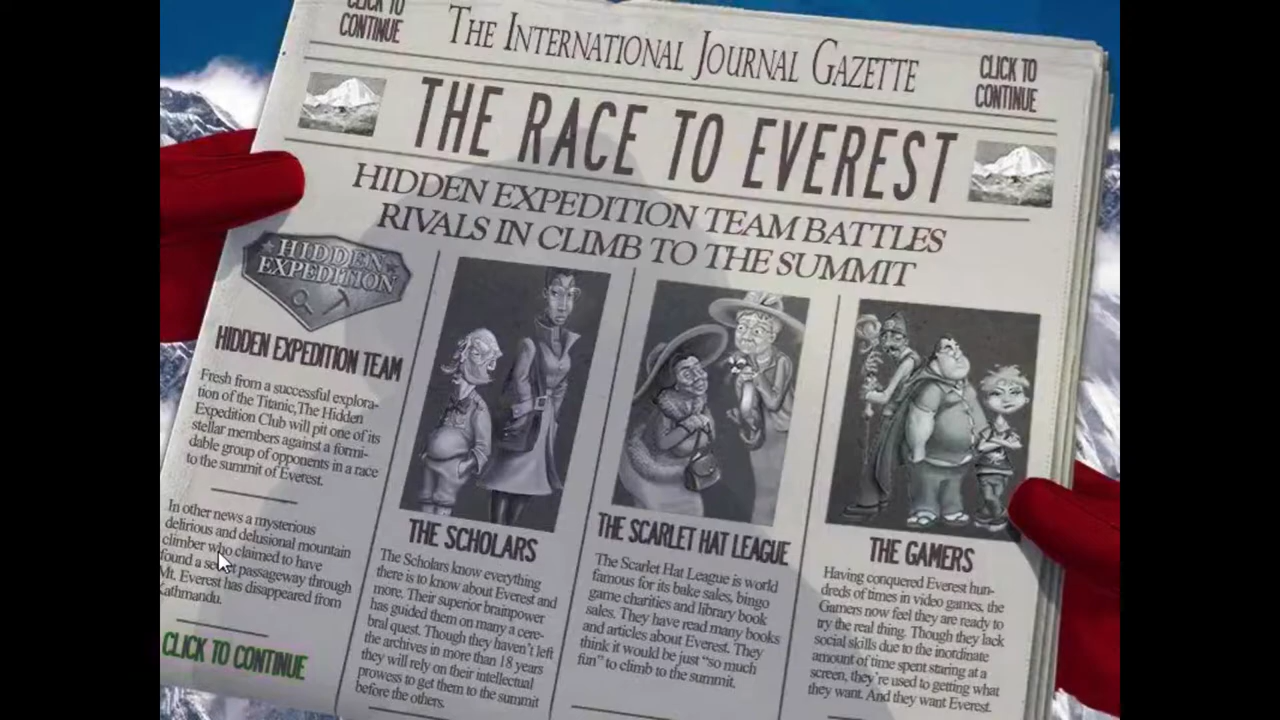 CLICK TO
CONTINUE
THE INTERNATIONAL JOURNAL GAZETTE
CLICK TO
CONTINUE
THE RACE TO EVEREST
HIDDEN EXPEDITION TEAM BATTLES
RIVALS IN CLIMB TO THE SUMMIT
HIDDEN
EXPEDITION
HIDDEN EXPEDITION TEAM
Fresh from a successful explora-
tion of the Titanic, The Hidden
Expedition Club will pit one of its
stellar members against a formi-
dable group of opponents in a race
to the summit of Everest.
In other news a mysterious
delirious and delusional mountain
climber who claimed to have
found a secret passageway through
Mt. Everest has disappeared from
Kathmandu.
CLICK TO CONTINUE
THE SCHOLARS
The Scholars know everything
there is to know about Everest and
more. Their superior brainpower
has guided them on many a cere-
bral quest. Though they haven't left
the archives in more than 18 years
they will rely on their intellectual
prowess to get them to the summit
before the others.
THE SCARLET HAT LEAGUE
The Scarlet Hat League is world
famous for its bake sales, bingo
game charities and library book
sales. They have read many books
and articles about Everest. They
think it would be just "so much
fun" to climb to the summit.
THE GAMERS
Having conquered Everest hun-
dreds of times in video games, the
Gamers now feel they are ready to
try the real thing. Though they lack
social skills due to the inordinate
amount of time spent staring at a
screen, they're used to getting what
they want. And they want Everest.